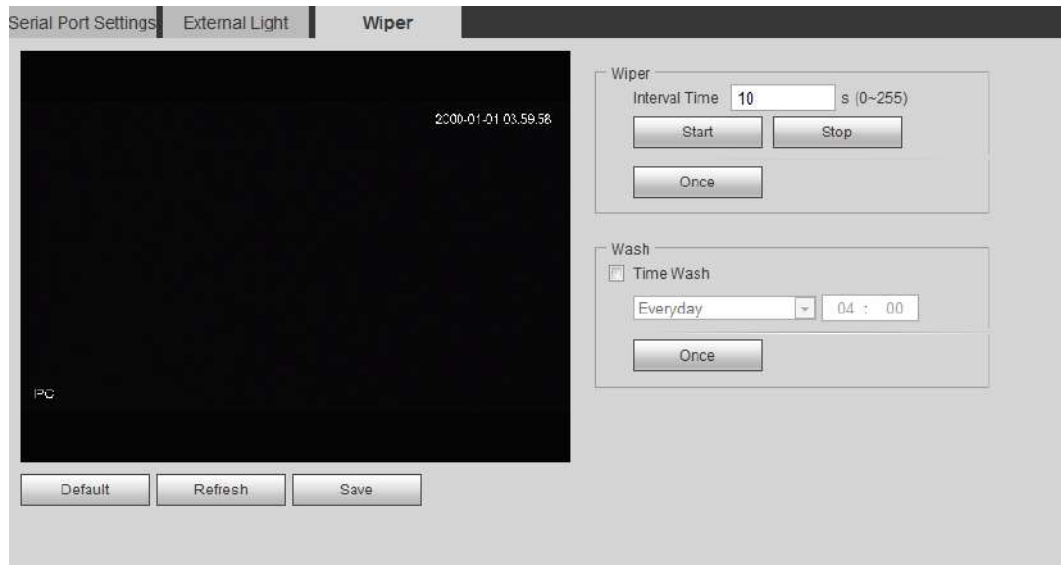 Serial Port Settings External Light Wiper
2000-01-01 03:59:58
IPC
Default Refresh Save
Wiper
Interval Time 10 s (0~255)
Start Stop
Once
Wash
Time Wash
Everyday 04 : 00
Once